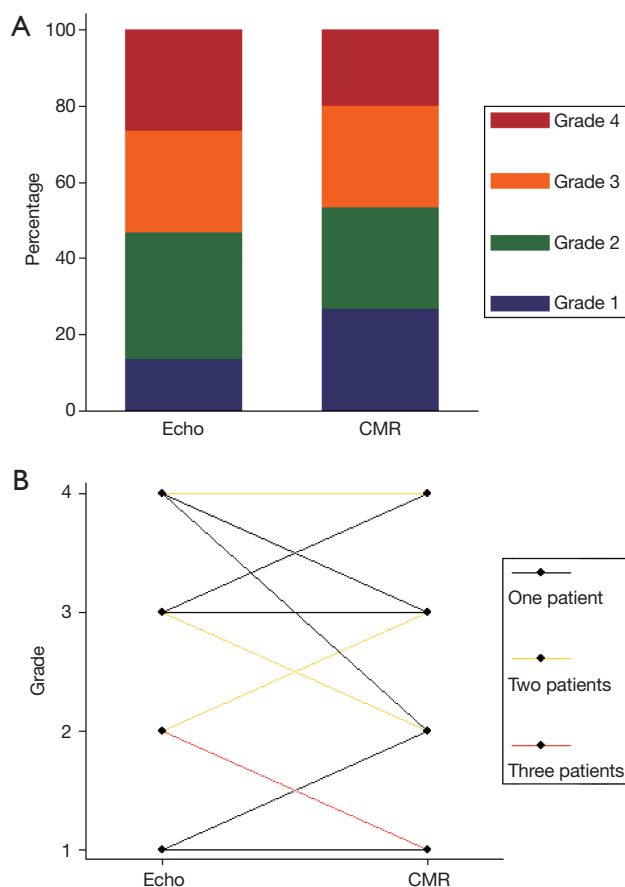 A
Percentage
100
80
60
40
20
0
Echo
CMR
Grade 4
Grade 3
Grade 2
Grade 1
B
Grade
4
3
2
1
Echo
CMR
One patient
Two patients
Three patients